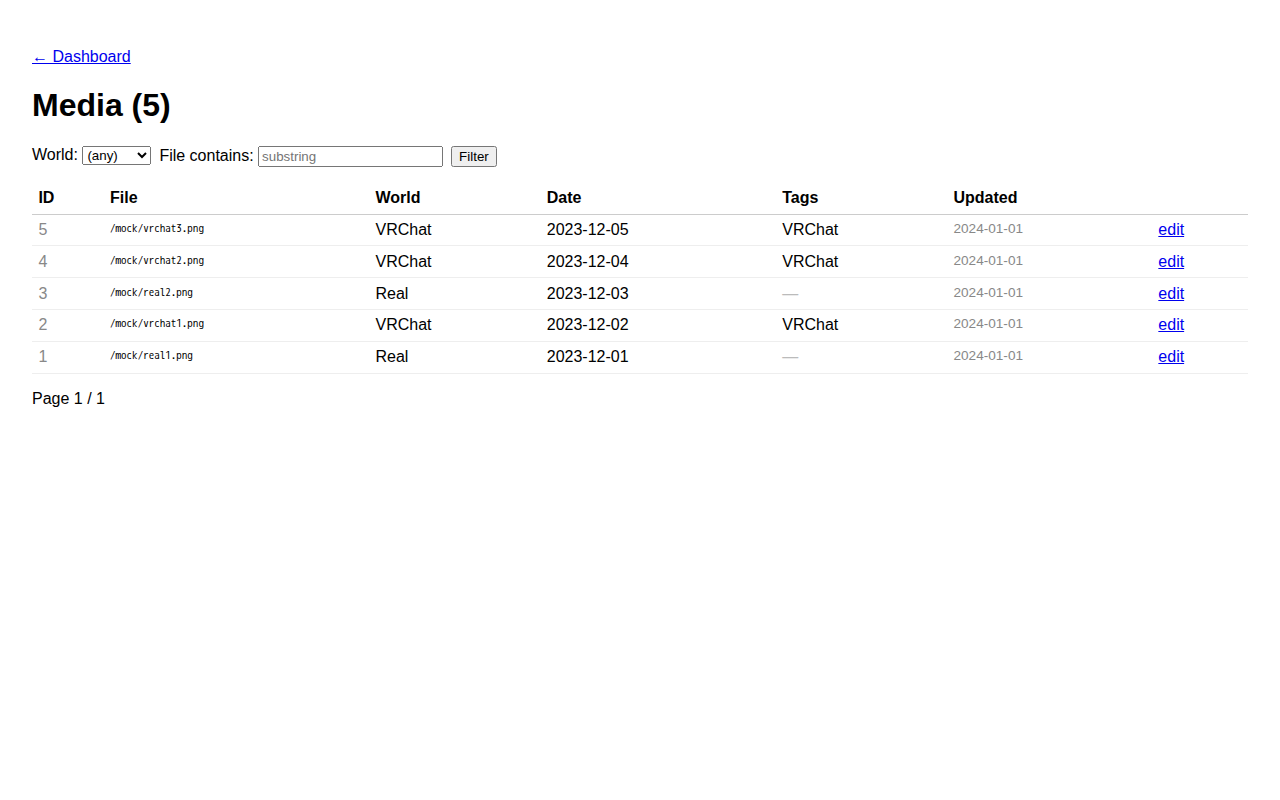 ← Dashboard
Media (5)
World: (any) File contains: substring Filter
ID File World Date Tags Updated
5 /mock/vrchat3.png VRChat 2023-12-05 VRChat 2024-01-01 edit
4 /mock/vrchat2.png VRChat 2023-12-04 VRChat 2024-01-01 edit
3 /mock/real2.png Real 2023-12-03 — 2024-01-01 edit
2 /mock/vrchat1.png VRChat 2023-12-02 VRChat 2024-01-01 edit
1 /mock/real1.png Real 2023-12-01 — 2024-01-01 edit
Page 1 / 1